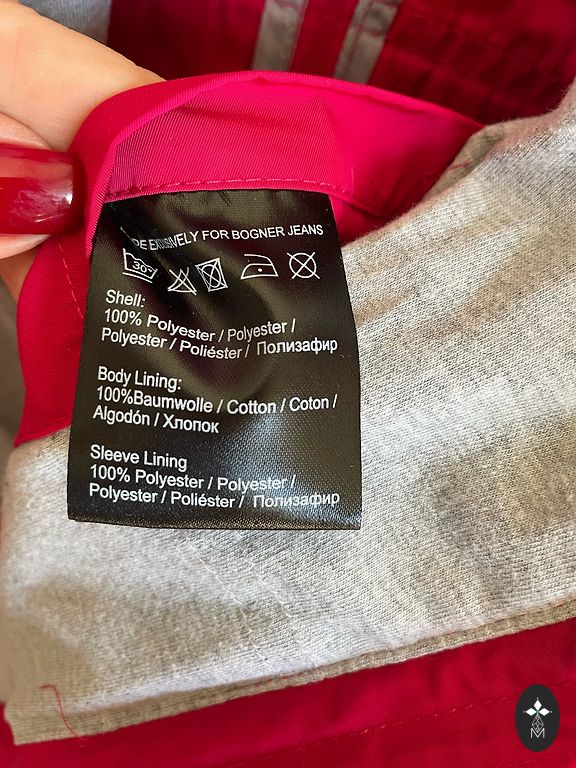 DE EXCLUSIVELY FOR BOGNER JEANS
30°
Shell:
100% Polyester / Polyester /
Polyester / Poliéster / Полизафир
Body Lining:
100%Baumwolle / Cotton / Coton /
Algodón / Хлопок
Sleeve Lining
100% Polyester / Polyester /
Polyester / Poliéster / Полизафир
M